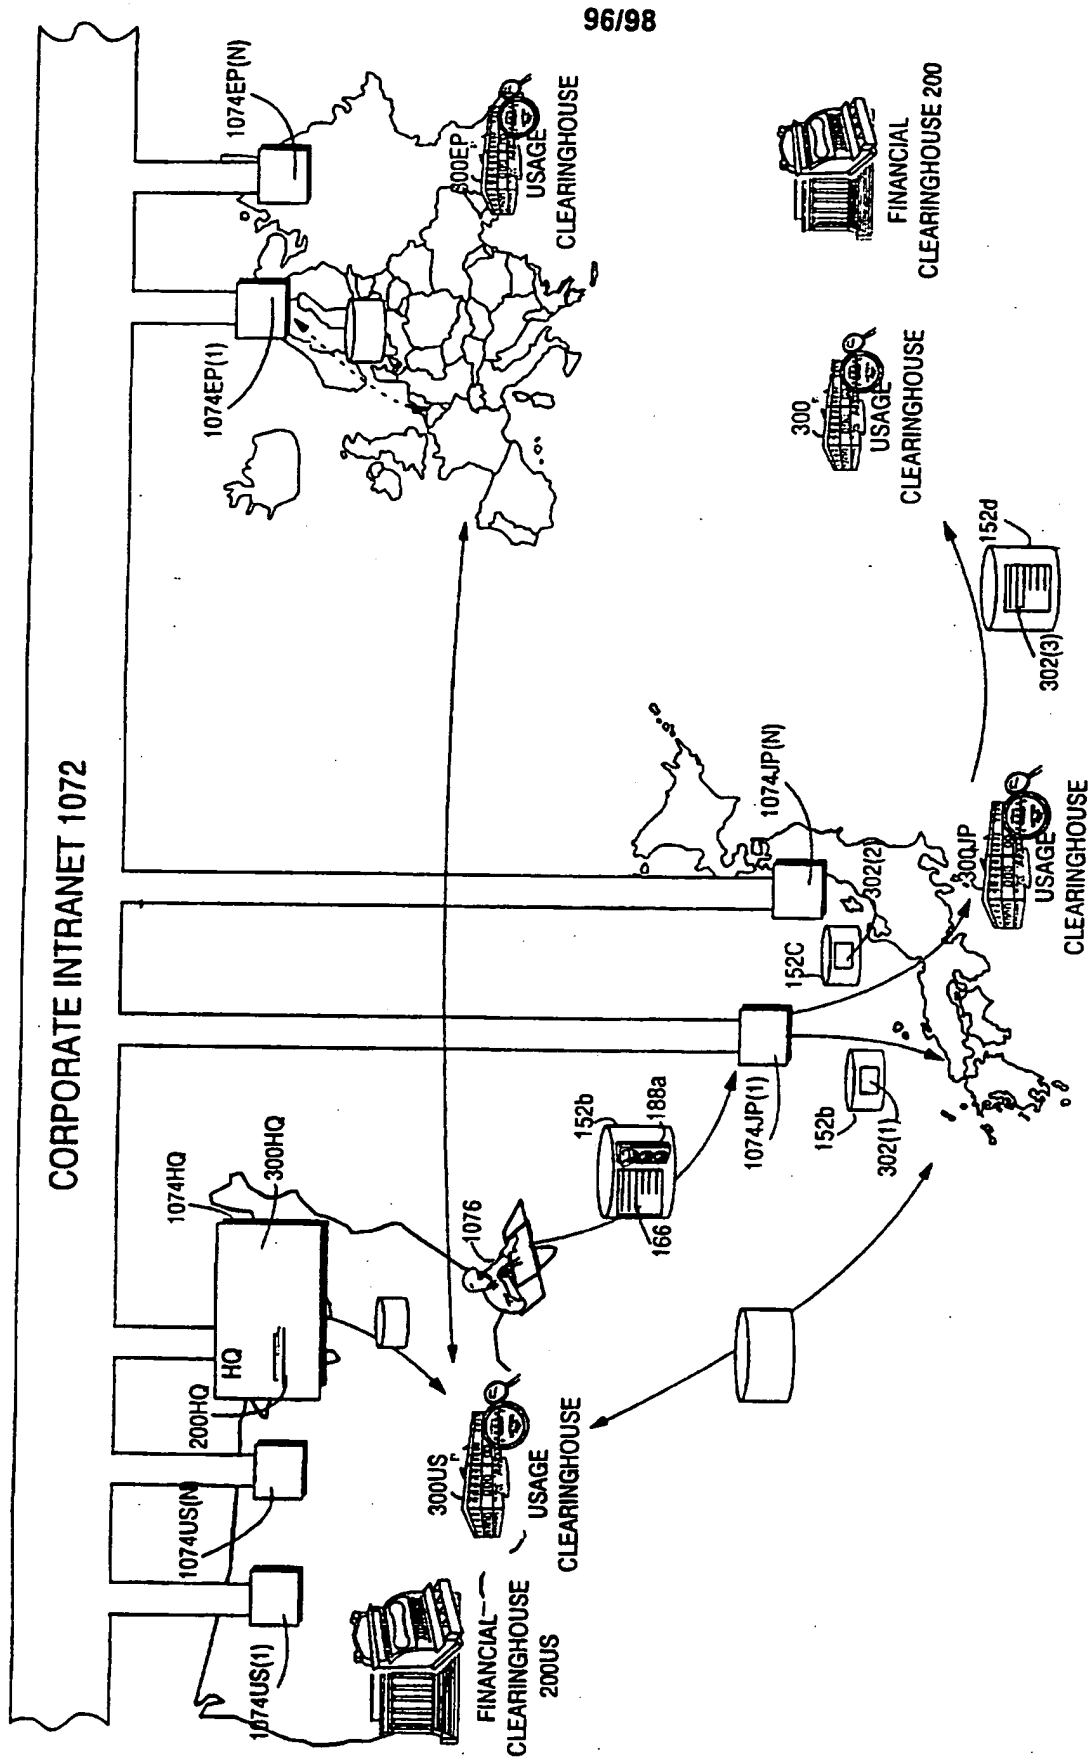 96/98
CORPORATE INTRANET 1072
1074US(1)
1074US(N)
200HQ
HQ
1074HQ
300HQ
1074EP(1)
1074EP(N)
FINANCIAL
CLEARINGHOUSE
200US
300US
USAGE
CLEARINGHOUSE
1076
152b
188a
166
1074JP(1)
152b
302(1)
152C
302(2)
1074JP(N)
300JP
USAGE
CLEARINGHOUSE
302(3)
152d
300EP
USAGE
CLEARINGHOUSE
300
USAGE
CLEARINGHOUSE
FINANCIAL
CLEARINGHOUSE 200